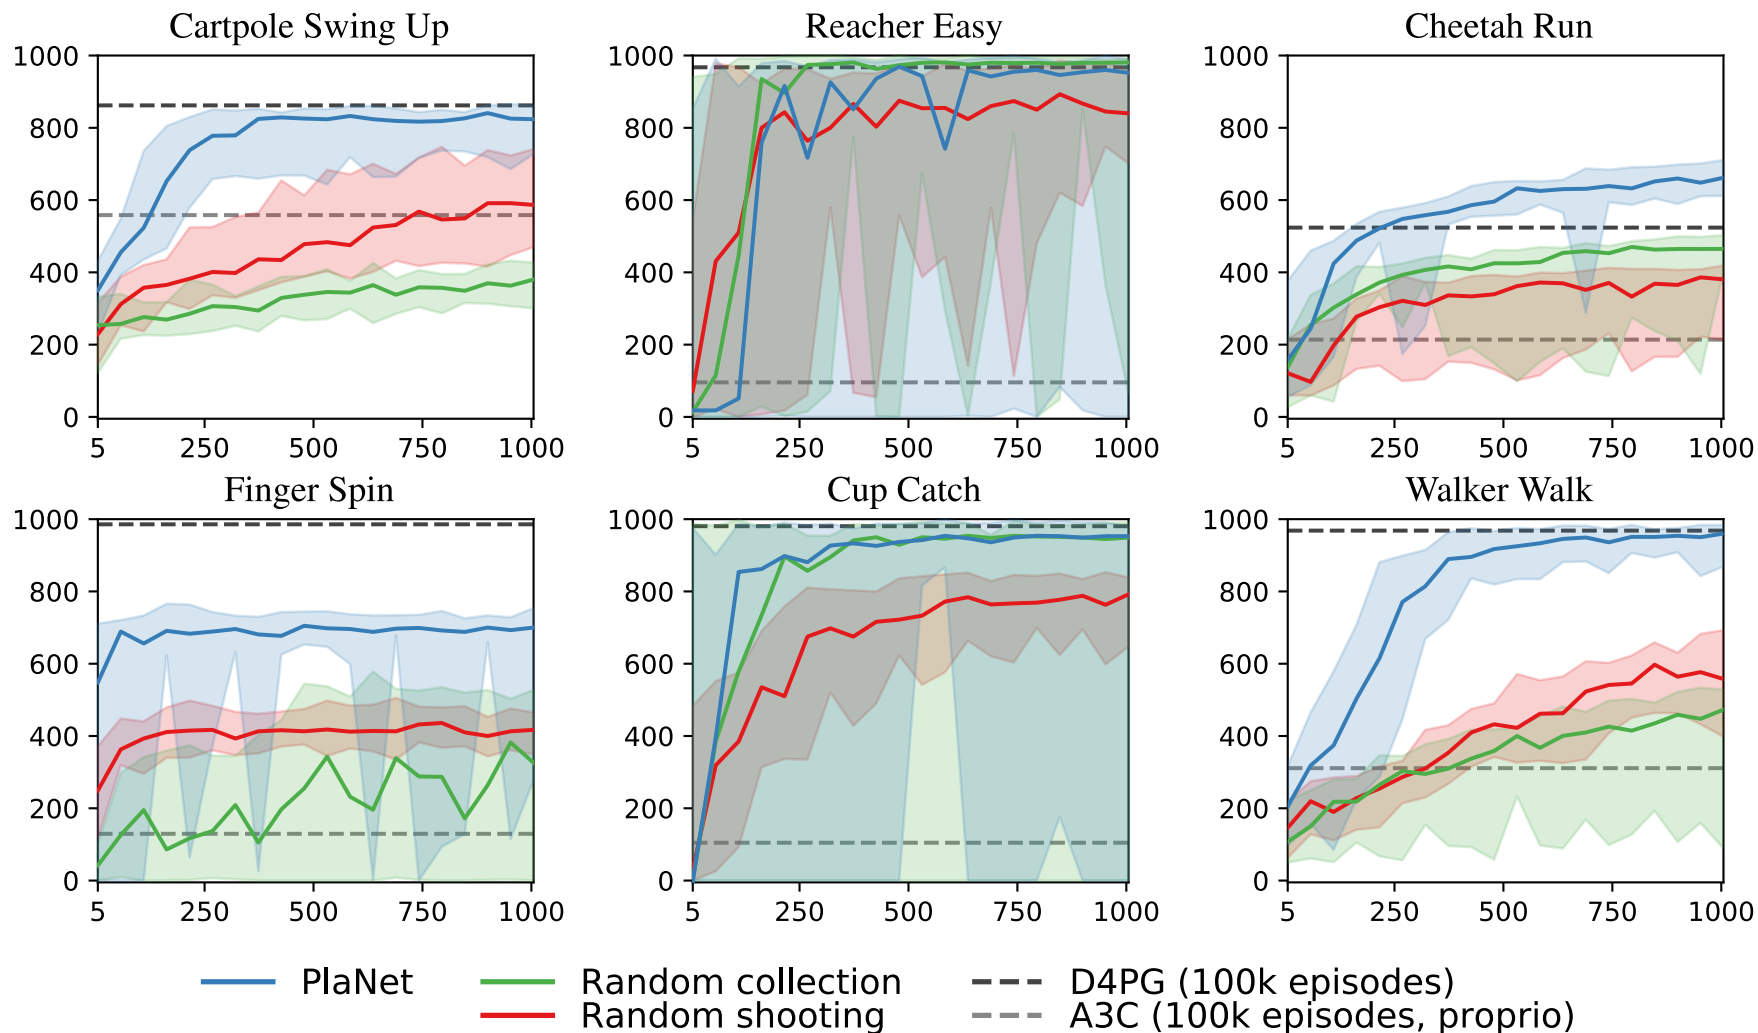 Cartpole Swing Up
Reacher Easy
Cheetah Run
1000
800
600
400
200
0
5 250 500 750 1000
1000
800
600
400
200
0
5 250 500 750 1000
1000
800
600
400
200
0
5 250 500 750 1000
Finger Spin
Cup Catch
Walker Walk
1000
800
600
400
200
0
5 250 500 750 1000
1000
800
600
400
200
0
5 250 500 750 1000
1000
800
600
400
200
0
5 250 500 750 1000
PlaNet
Random collection
Random shooting
D4PG (100k episodes)
A3C (100k episodes, proprio)